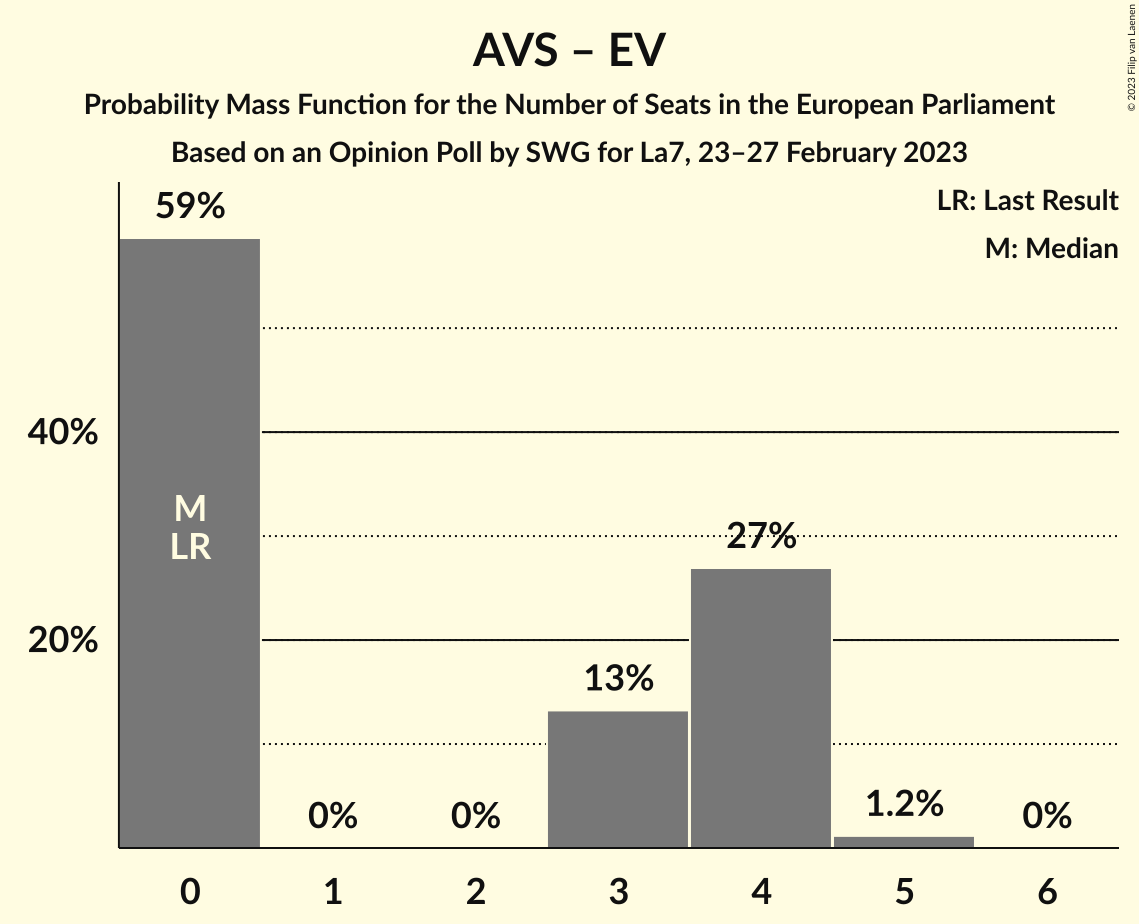 AVS – EV
Probability Mass Function for the Number of Seats in the European Parliament
Based on an Opinion Poll by SWG for La7, 23–27 February 2023
© 2023 Filip van Laenen
LR: Last Result
M: Median
59%
40%
M
LR
27%
20%
13%
0%
0%
1.2%
0%
0
1
2
3
4
5
6